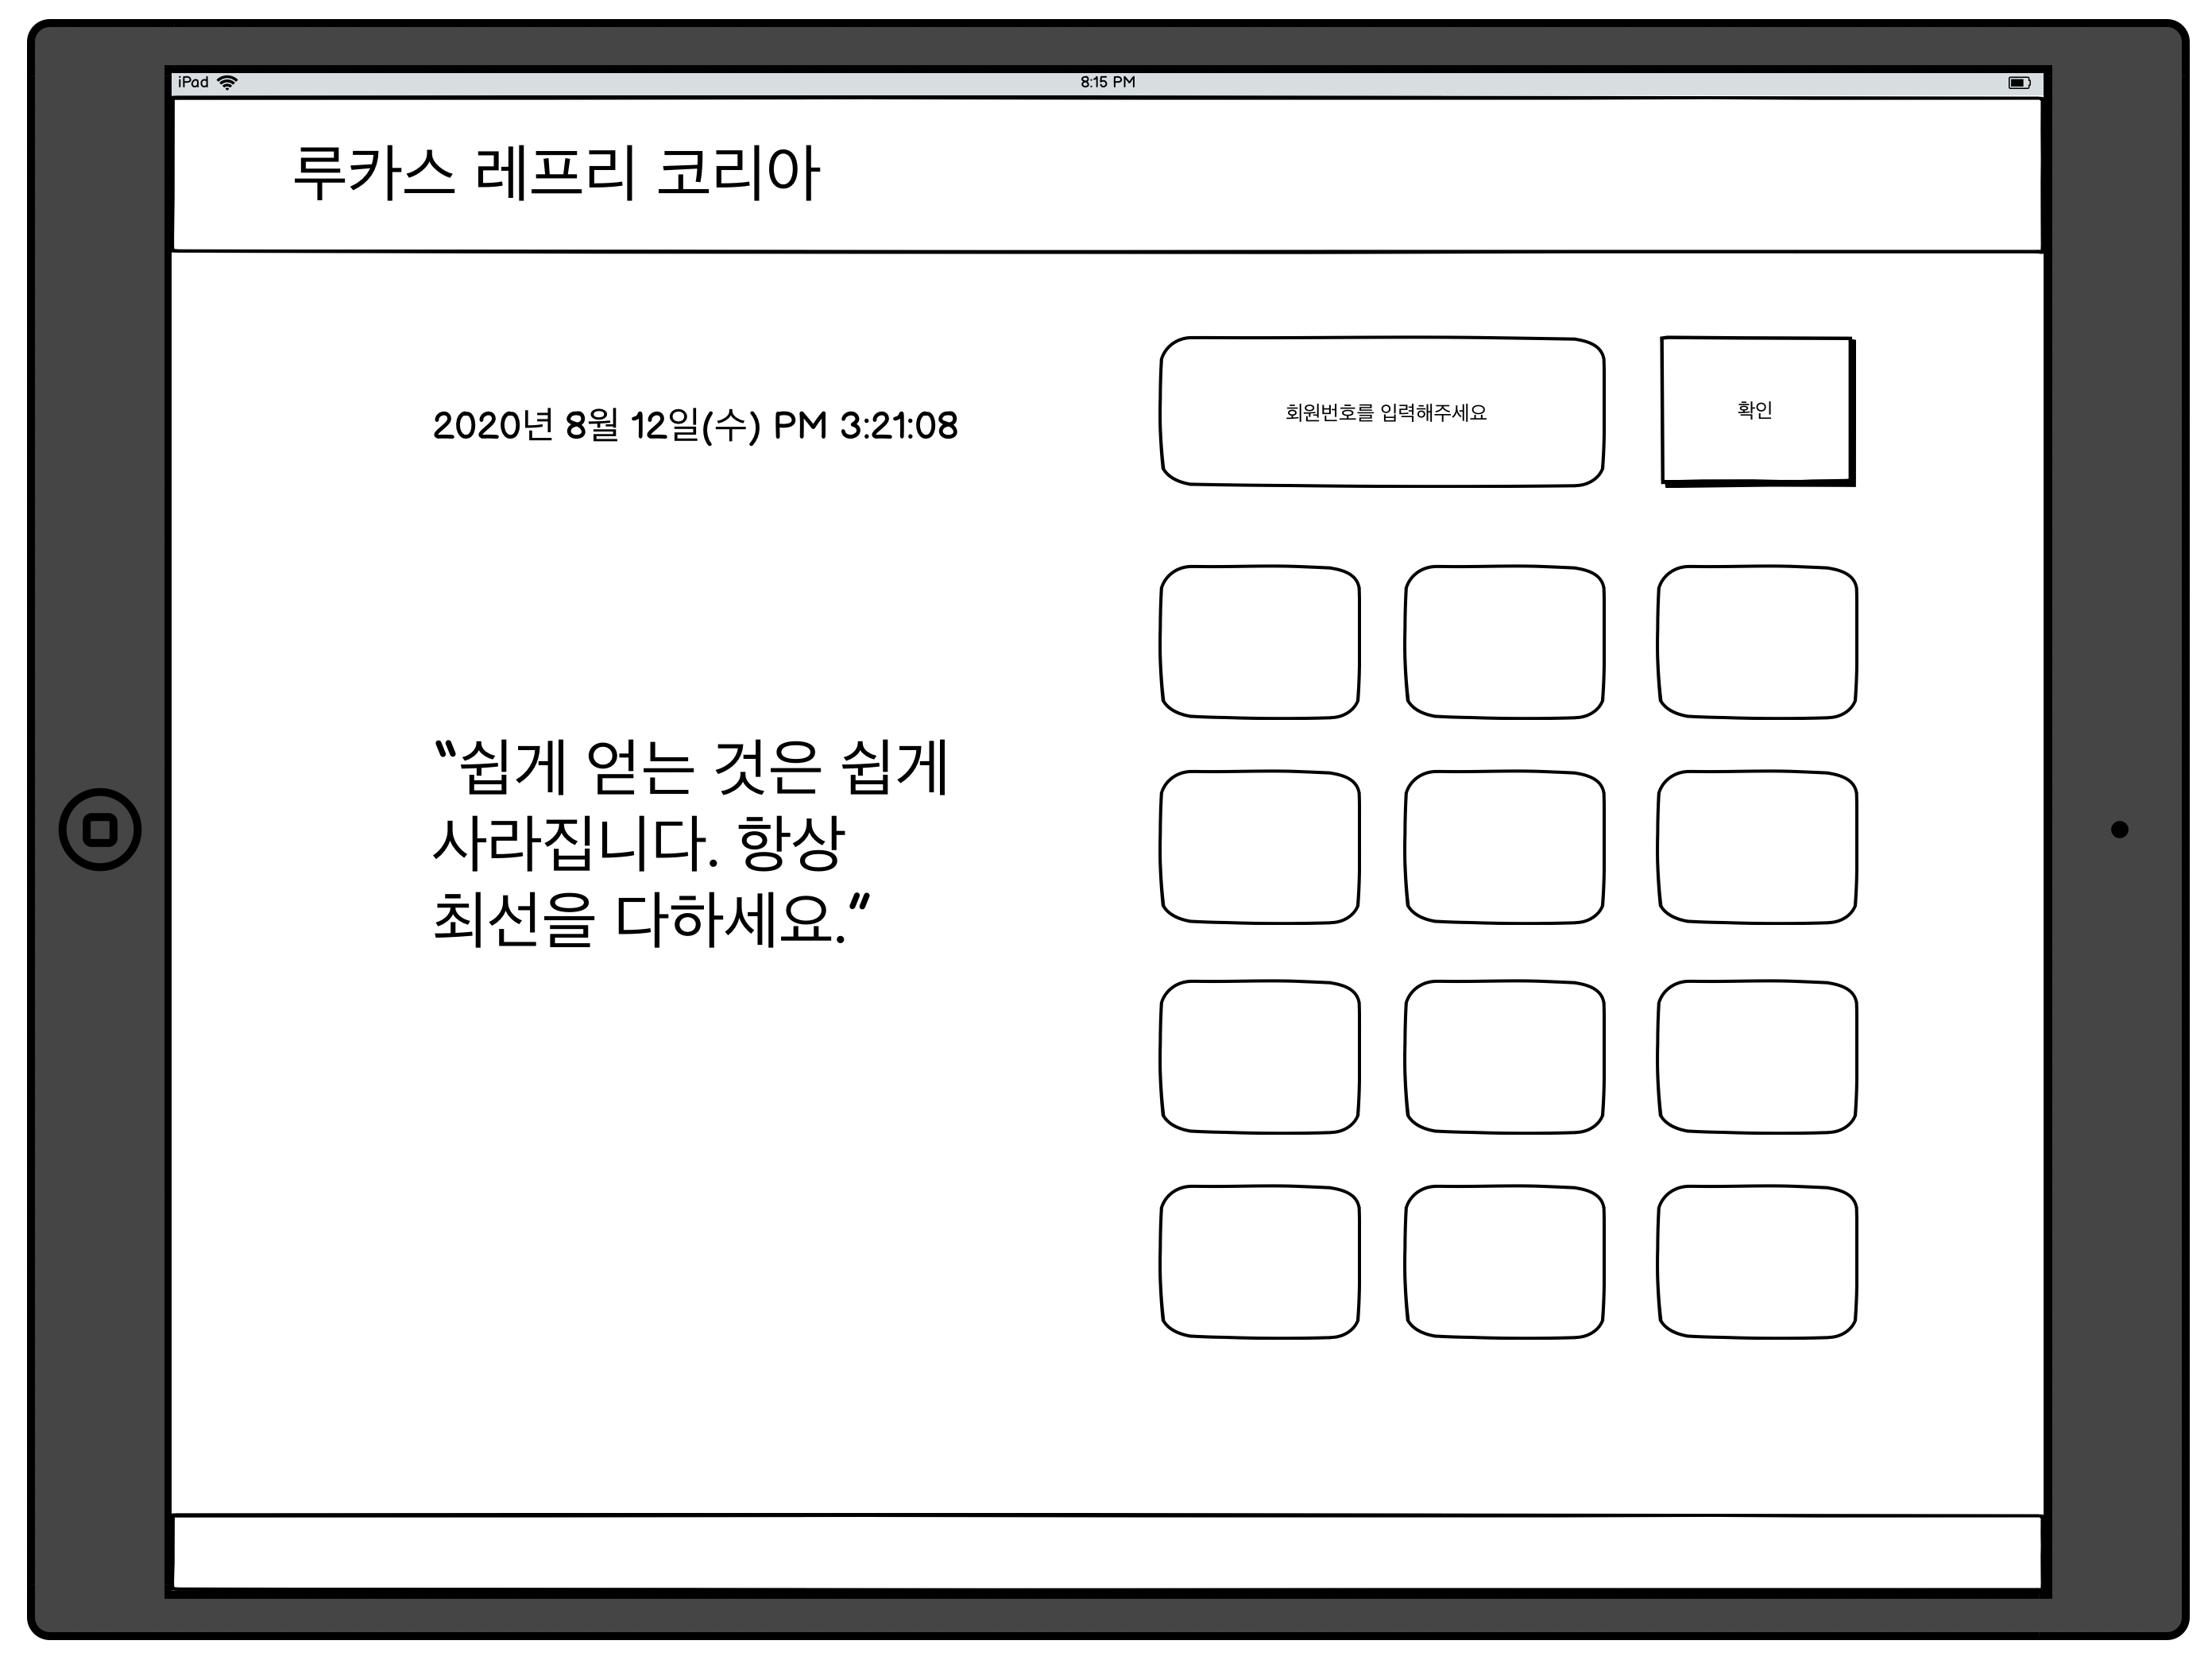 iPad
8:15 PM
루카스 레프리 코리아
2020년 8월 12일(수) PM 3:21:08
회원번호를 입력해주세요
확인
“쉽게 얻는 것은 쉽게
사라집니다. 항상
최선을 다하세요.”